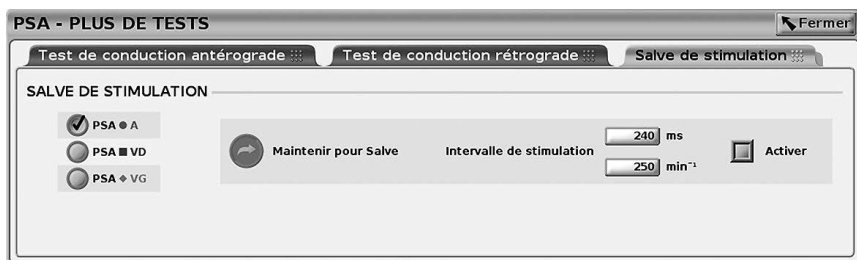 PSA - PLUS DE TESTS Fermer
Test de conduction antérograde Test de conduction rétrograde Salve de stimulation
SALVE DE STIMULATION
PSA ● A
PSA ■ VD
PSA ◆ VG
Maintenir pour Salve Intervalle de stimulation 240 ms
250 min⁻¹
Activer